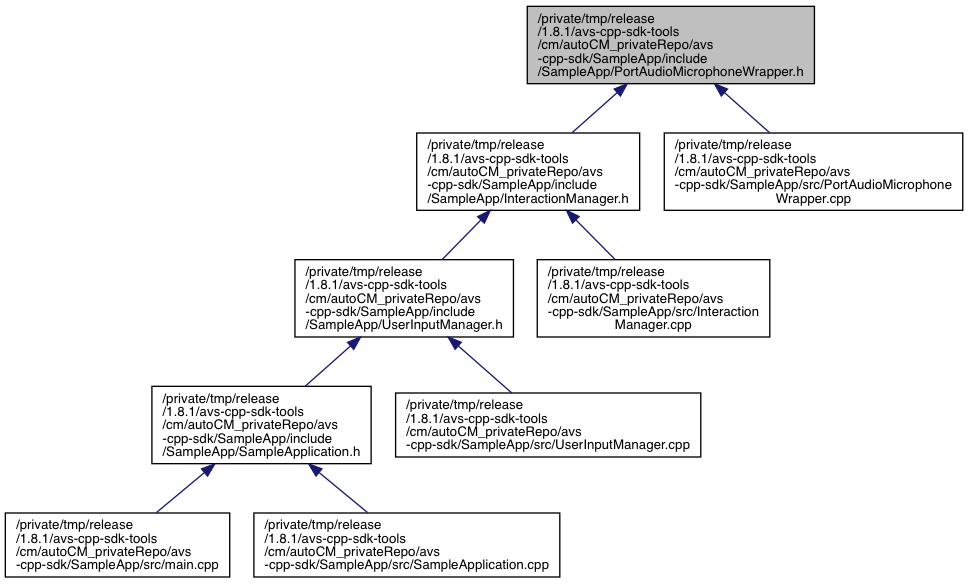 /private/tmp/release
/1.8.1/avs-cpp-sdk-tools
/cm/autoCM_privateRepo/avs
-cpp-sdk/SampleApp/include
/SampleApp/PortAudioMicrophoneWrapper.h
/private/tmp/release
/1.8.1/avs-cpp-sdk-tools
/cm/autoCM_privateRepo/avs
-cpp-sdk/SampleApp/include
/SampleApp/InteractionManager.h
/private/tmp/release
/1.8.1/avs-cpp-sdk-tools
/cm/autoCM_privateRepo/avs
-cpp-sdk/SampleApp/src/PortAudioMicrophone
Wrapper.cpp
/private/tmp/release
/1.8.1/avs-cpp-sdk-tools
/cm/autoCM_privateRepo/avs
-cpp-sdk/SampleApp/include
/SampleApp/UserInputManager.h
/private/tmp/release
/1.8.1/avs-cpp-sdk-tools
/cm/autoCM_privateRepo/avs
-cpp-sdk/SampleApp/src/Interaction
Manager.cpp
/private/tmp/release
/1.8.1/avs-cpp-sdk-tools
/cm/autoCM_privateRepo/avs
-cpp-sdk/SampleApp/include
/SampleApp/SampleApplication.h
/private/tmp/release
/1.8.1/avs-cpp-sdk-tools
/cm/autoCM_privateRepo/avs
-cpp-sdk/SampleApp/src/UserInputManager.cpp
/private/tmp/release
/1.8.1/avs-cpp-sdk-tools
/cm/autoCM_privateRepo/avs
-cpp-sdk/SampleApp/src/main.cpp
/private/tmp/release
/1.8.1/avs-cpp-sdk-tools
/cm/autoCM_privateRepo/avs
-cpp-sdk/SampleApp/src/SampleApplication.cpp